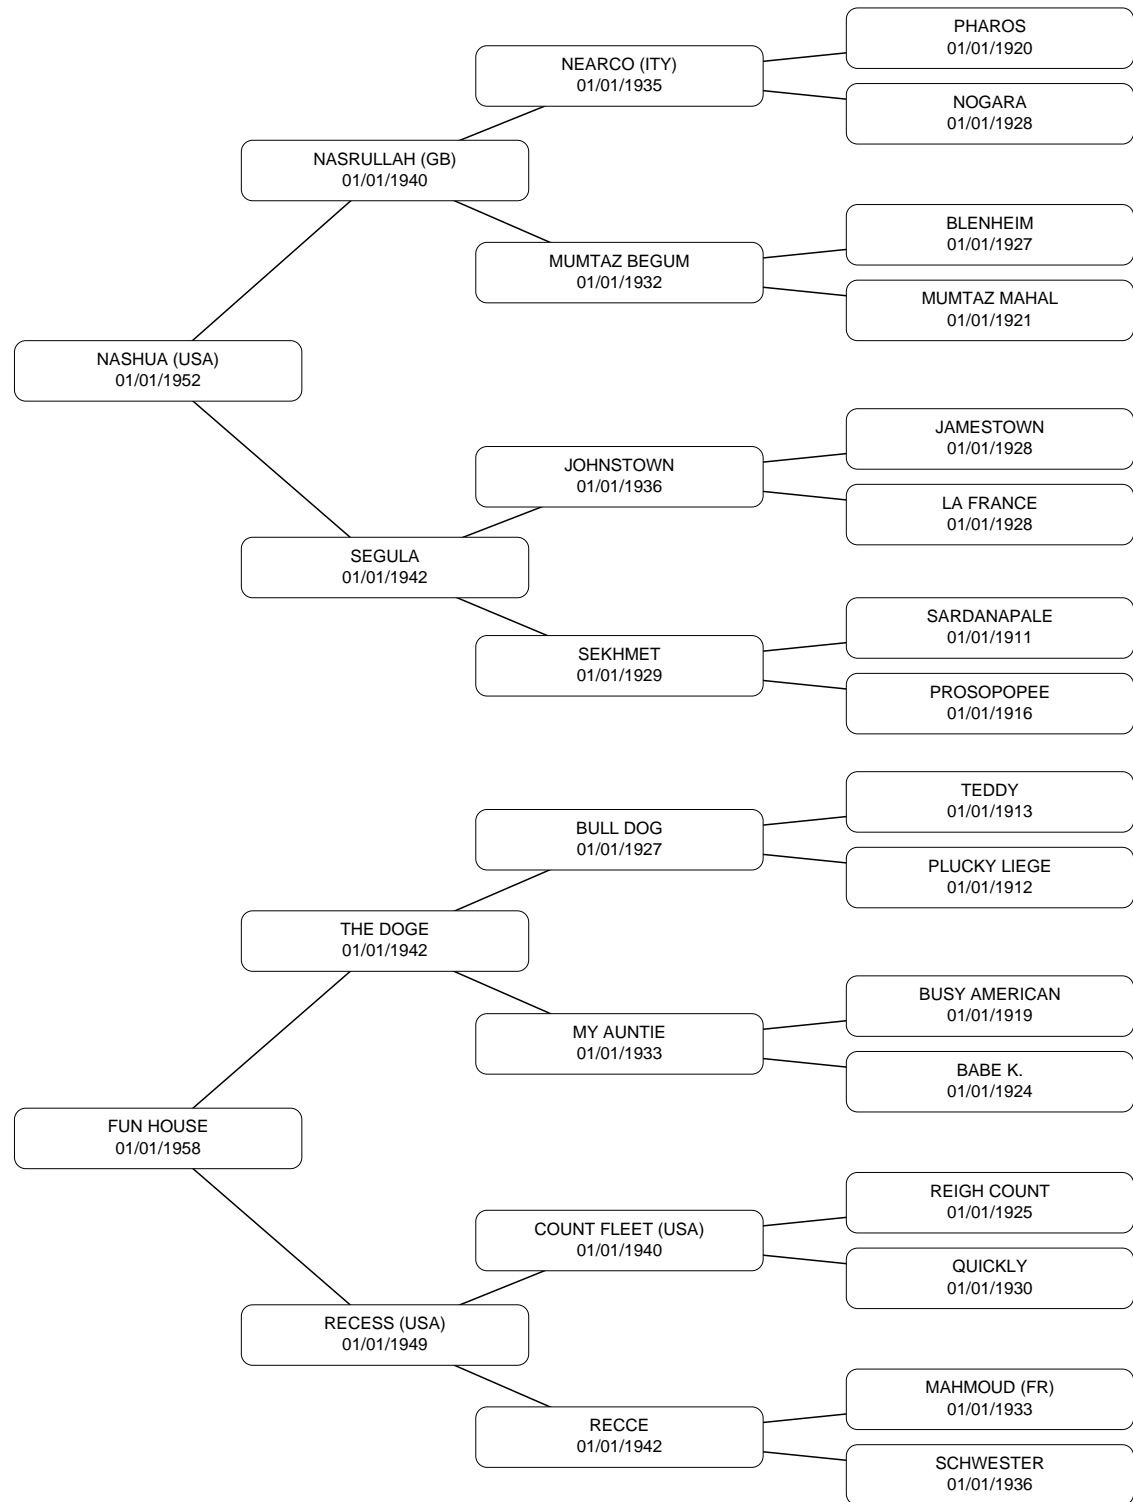 PHAROS
01/01/1920
NEARCO (ITY)
01/01/1935
NOGARA
01/01/1928
NASRULLAH (GB)
01/01/1940
BLENHEIM
01/01/1927
MUMTAZ BEGUM
01/01/1932
MUMTAZ MAHAL
01/01/1921
NASHUA (USA)
01/01/1952
JAMESTOWN
01/01/1928
JOHNSTOWN
01/01/1936
LA FRANCE
01/01/1928
SEGULA
01/01/1942
SARDANAPALE
01/01/1911
SEKHMET
01/01/1929
PROSOPOPEE
01/01/1916
TEDDY
01/01/1913
BULL DOG
01/01/1927
PLUCKY LIEGE
01/01/1912
THE DOGE
01/01/1942
BUSY AMERICAN
01/01/1919
MY AUNTIE
01/01/1933
BABE K.
01/01/1924
FUN HOUSE
01/01/1958
REIGH COUNT
01/01/1925
COUNT FLEET (USA)
01/01/1940
QUICKLY
01/01/1930
RECESS (USA)
01/01/1949
MAHMOUD (FR)
01/01/1933
RECCE
01/01/1942
SCHWESTER
01/01/1936